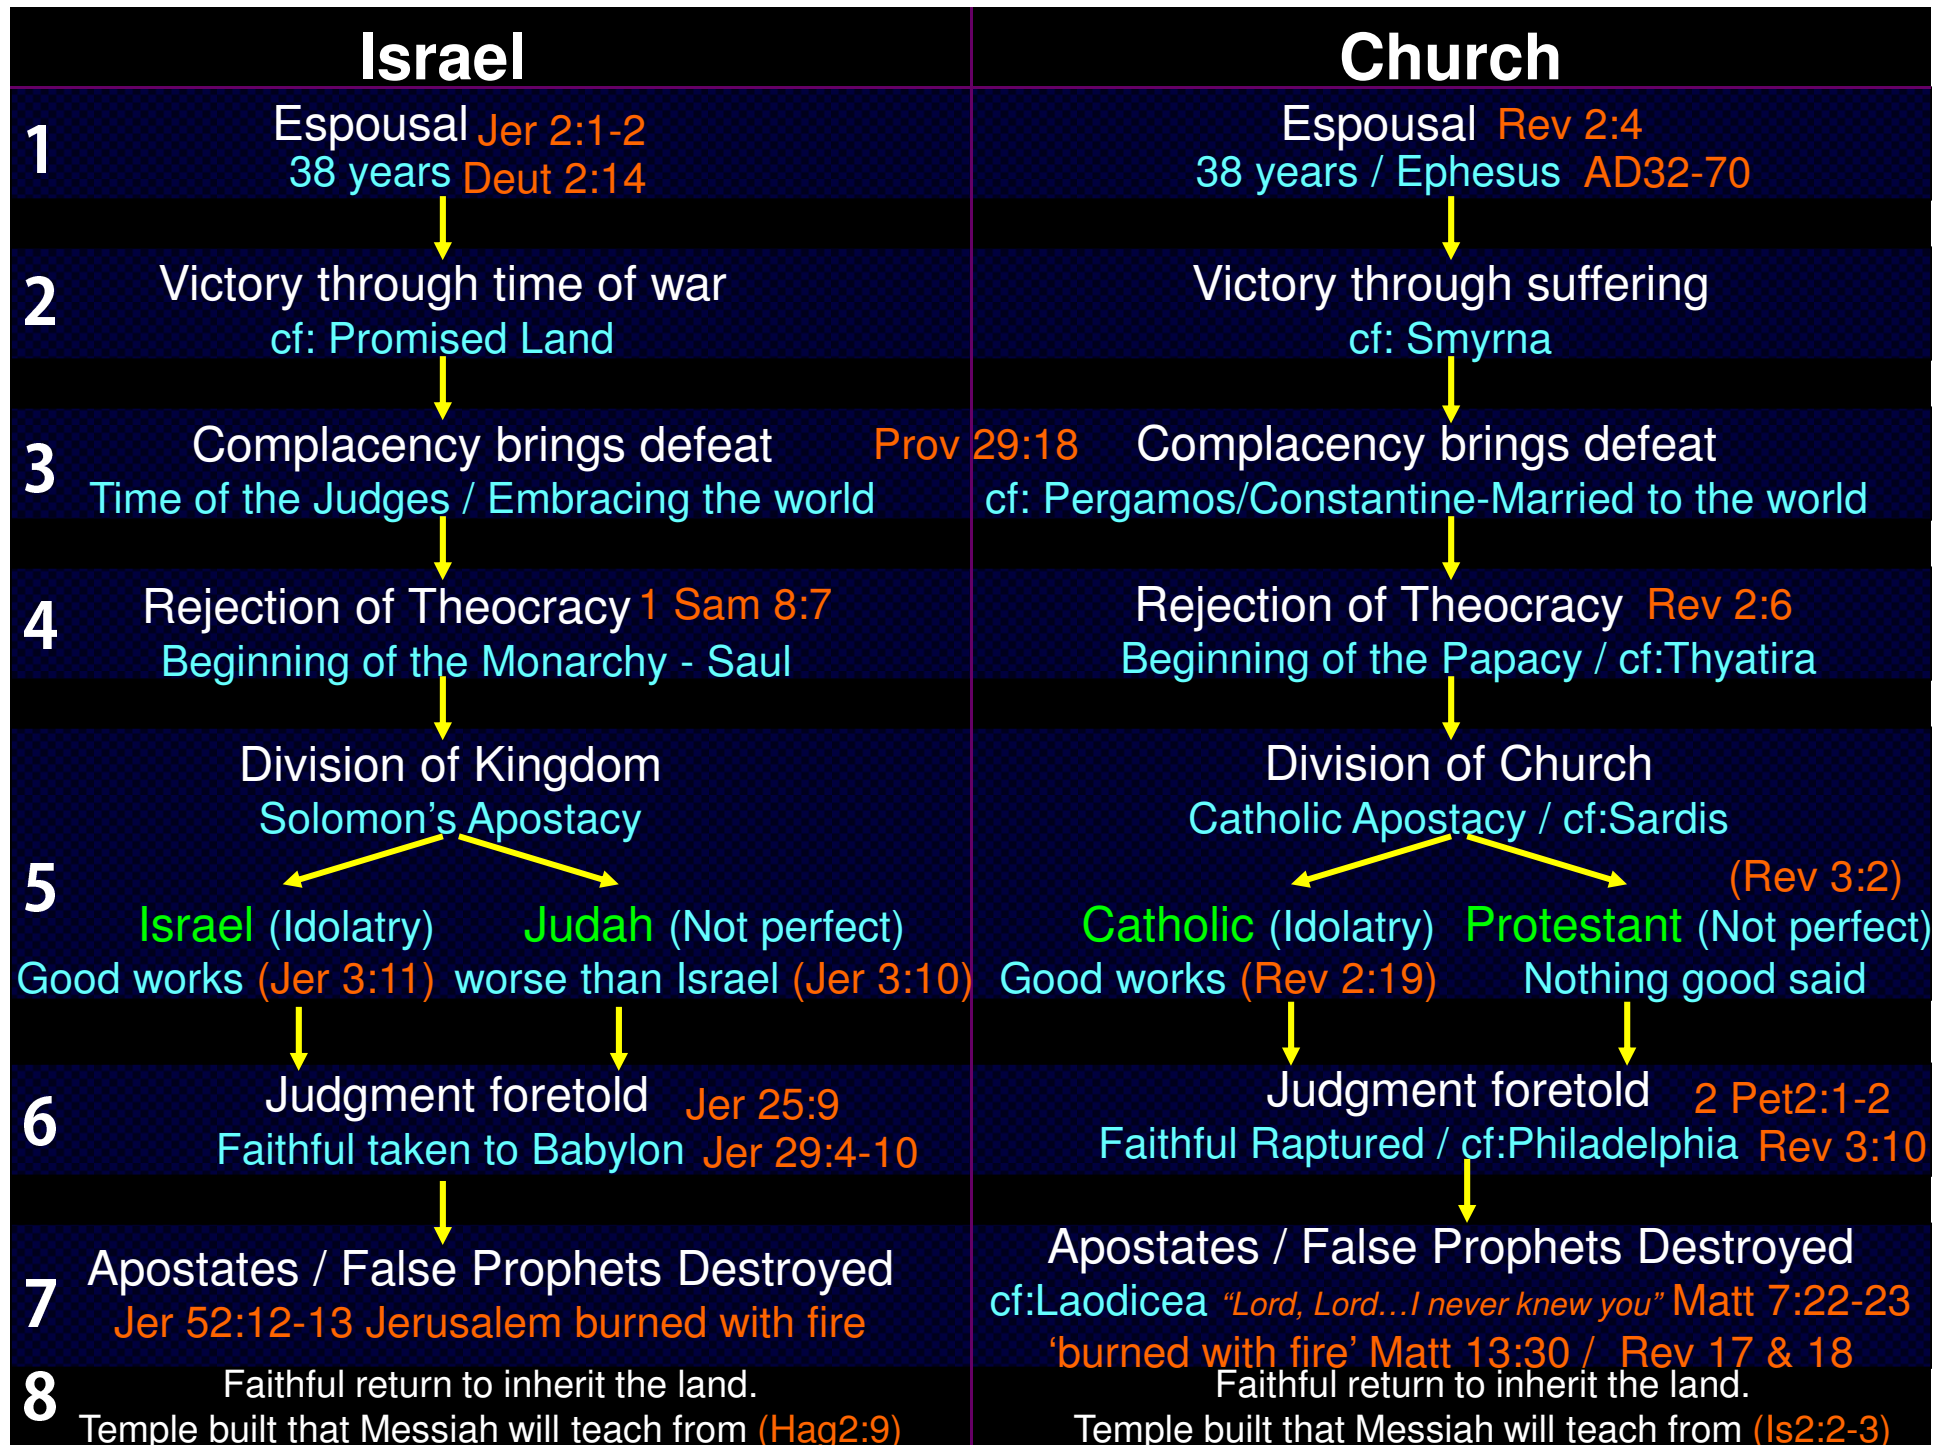 Israel
Church
1
Espousal Jer 2:1-2
38 years Deut 2:14
Espousal Rev 2:4
38 years / Ephesus AD32-70
2
Victory through time of war
cf: Promised Land
Victory through suffering
cf: Smyrna
3
Complacency brings defeat
Time of the Judges / Embracing the world
Prov 29:18
Complacency brings defeat
cf: Pergamos/Constantine-Married to the world
4
Rejection of Theocracy 1 Sam 8:7
Beginning of the Monarchy - Saul
Rejection of Theocracy Rev 2:6
Beginning of the Papacy / cf:Thyatira
5
Division of Kingdom
Solomon's Apostacy
Israel (Idolatry) Judah (Not perfect)
Good works (Jer 3:11) worse than Israel (Jer 3:10)
Division of Church
Catholic Apostacy / cf:Sardis
(Rev 3:2)
Catholic (Idolatry) Protestant (Not perfect)
Good works (Rev 2:19) Nothing good said
6
Judgment foretold Jer 25:9
Faithful taken to Babylon Jer 29:4-10
Judgment foretold 2 Pet2:1-2
Faithful Raptured / cf:Philadelphia Rev 3:10
7
Apostates / False Prophets Destroyed
Jer 52:12-13 Jerusalem burned with fire
Apostates / False Prophets Destroyed
cf:Laodicea "Lord, Lord…I never knew you" Matt 7:22-23
'burned with fire' Matt 13:30 / Rev 17 & 18
8
Faithful return to inherit the land.
Temple built that Messiah will teach from (Hag2:9)
Faithful return to inherit the land.
Temple built that Messiah will teach from (Is2:2-3)